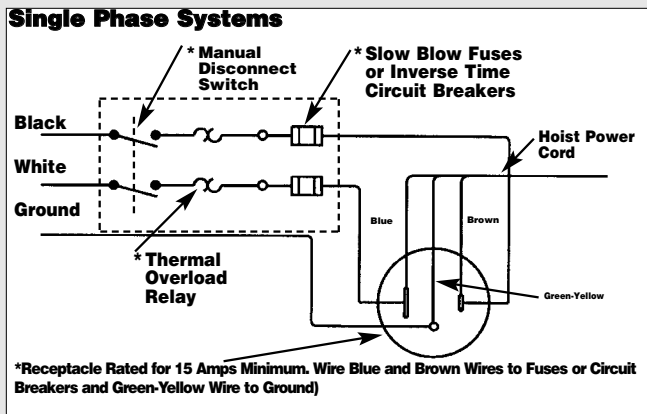 Single Phase Systems
* Manual
Disconnect
Switch
* Slow Blow Fuses
or Inverse Time
Circuit Breakers
Black
Hoist Power
Cord
White
Ground
Blue
Brown
* Thermal
Overload
Relay
Green-Yellow
*Receptacle Rated for 15 Amps Minimum. Wire Blue and Brown Wires to Fuses or Circuit
Breakers and Green-Yellow Wire to Ground)